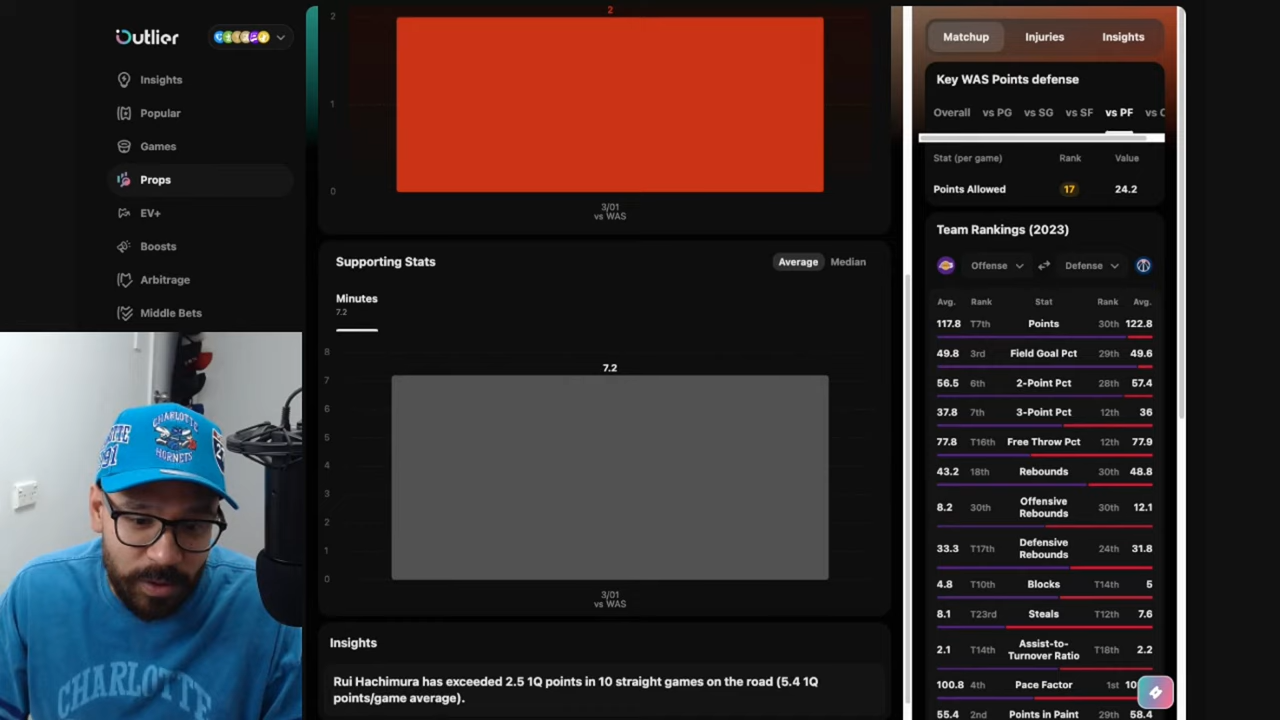 Outlier
Insights
Popular
Games
Props
EV+
Boosts
Arbitrage
Middle Bets
CHARLOTTE
HORNETS
CHARLOTTE
2
2
1
0
3/01
vs WAS
Supporting Stats
Average
Median
Minutes
7.2
8
7
6
5
4
3
2
1
0
7.2
3/01
vs WAS
Insights
Rui Hachimura has exceeded 2.5 1Q points in 10 straight games on the road (5.4 1Q
points/game average).
Matchup Injuries Insights
Key WAS Points defense
Overall vs PG vs SG vs SF vs PF vs C
Stat (per game) Rank Value
Points Allowed 17 24.2
Team Rankings (2023)
Offense Defense
Avg. Rank Stat Rank Avg.
117.8 T7th Points 30th 122.8
49.8 3rd Field Goal Pct 29th 49.6
56.5 6th 2-Point Pct 28th 57.4
37.8 7th 3-Point Pct 12th 36
77.8 T16th Free Throw Pct 12th 77.9
43.2 18th Rebounds 30th 48.8
8.2 30th Offensive Rebounds 30th 12.1
33.3 T17th Defensive Rebounds 24th 31.8
4.8 T10th Blocks T14th 5
8.1 T23rd Steals T12th 7.6
2.1 T14th Assist-to-Turnover Ratio T18th 2.2
100.8 4th Pace Factor 1st
55.4 2nd Points in Paint 29th 58.4